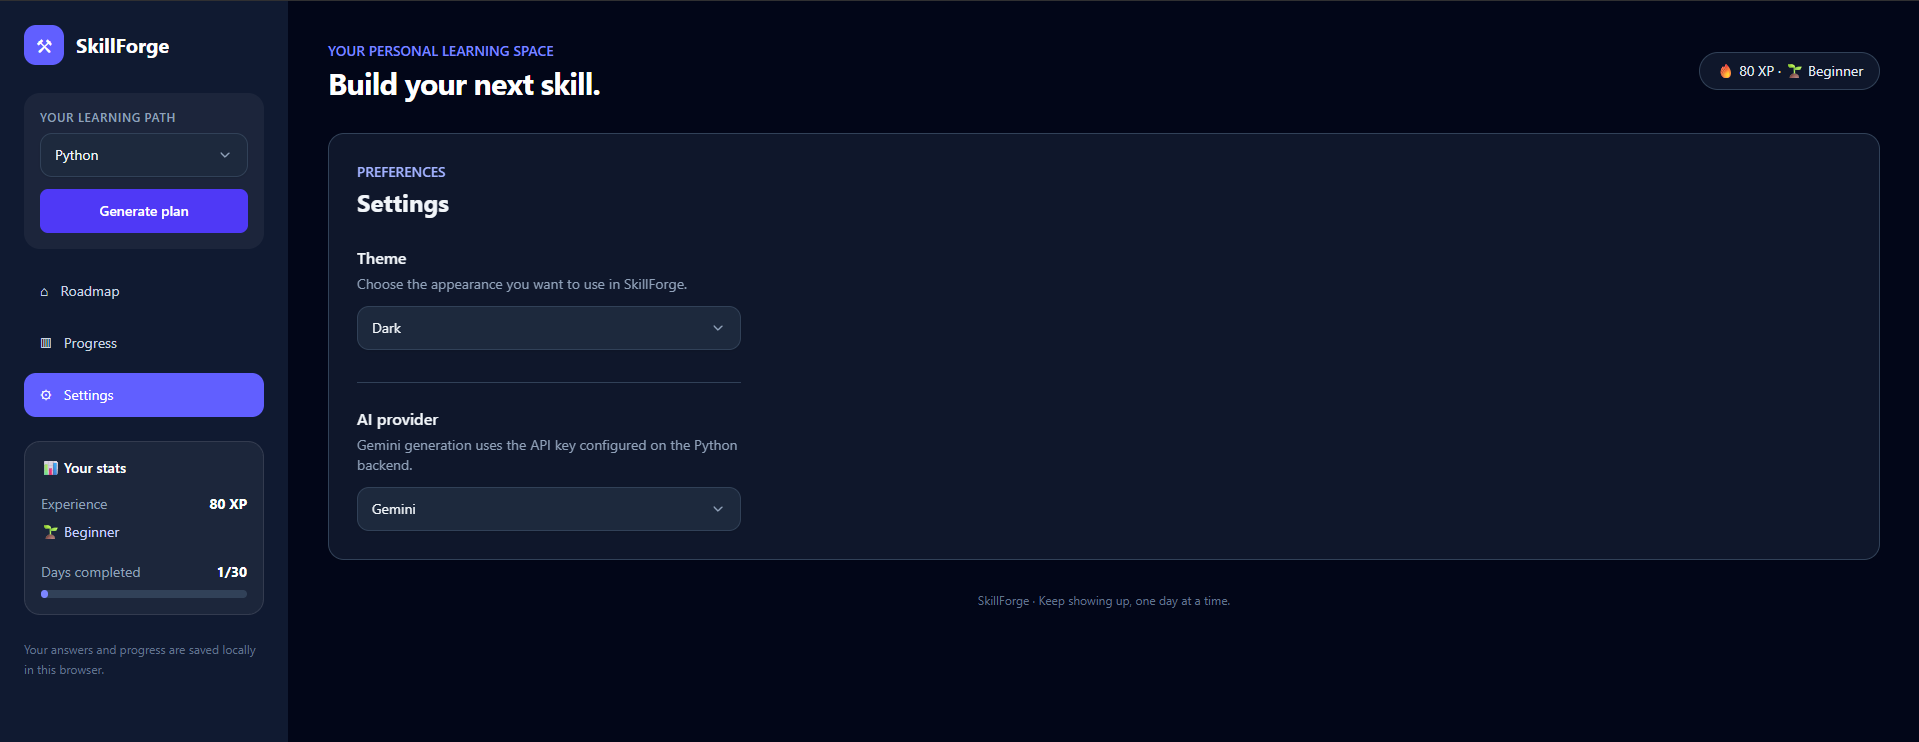 SkillForge
YOUR LEARNING PATH
Python
Generate plan
Roadmap
Progress
Settings
Your stats
Experience 80 XP
Beginner
Days completed 1/30
Your answers and progress are saved locally
in this browser.
YOUR PERSONAL LEARNING SPACE
Build your next skill.
80 XP · Beginner
PREFERENCES
Settings
Theme
Choose the appearance you want to use in SkillForge.
Dark
AI provider
Gemini generation uses the API key configured on the Python
backend.
Gemini
SkillForge · Keep showing up, one day at a time.